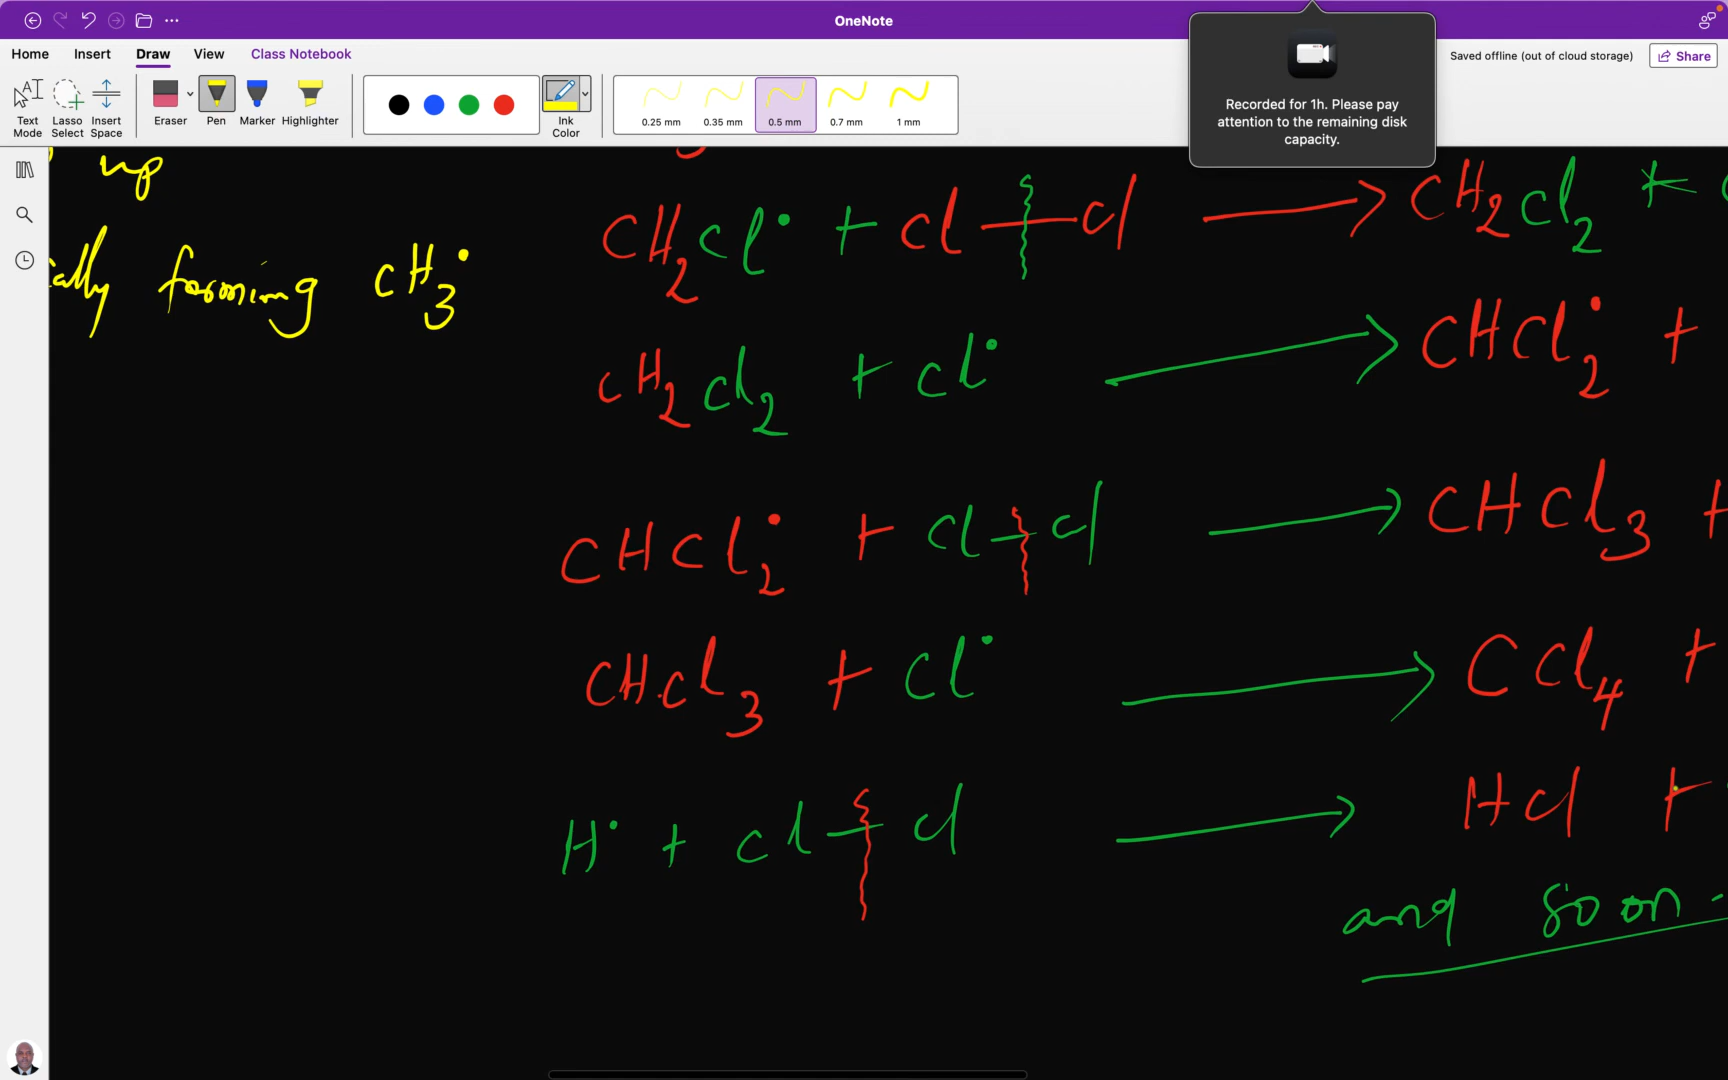 OneNote
Home Insert Draw View Class Notebook
Saved offline (out of cloud storage) Share
Recorded for 1h. Please pay
attention to the remaining disk
capacity.
Text Mode Lasso Select Insert Space Eraser Pen Marker Highlighter Ink Color 0.25 mm 0.35 mm 0.5 mm 0.7 mm 1 mm
up
ally forming CH3•
CH2Cl• + Cl–Cl → CH2Cl2 +
CH2Cl2 + Cl• → CHCl2• +
CHCl2• + Cl–Cl → CHCl3 +
CHCl3 + Cl• → CCl4 +
H• + Cl–Cl → HCl +
and so on